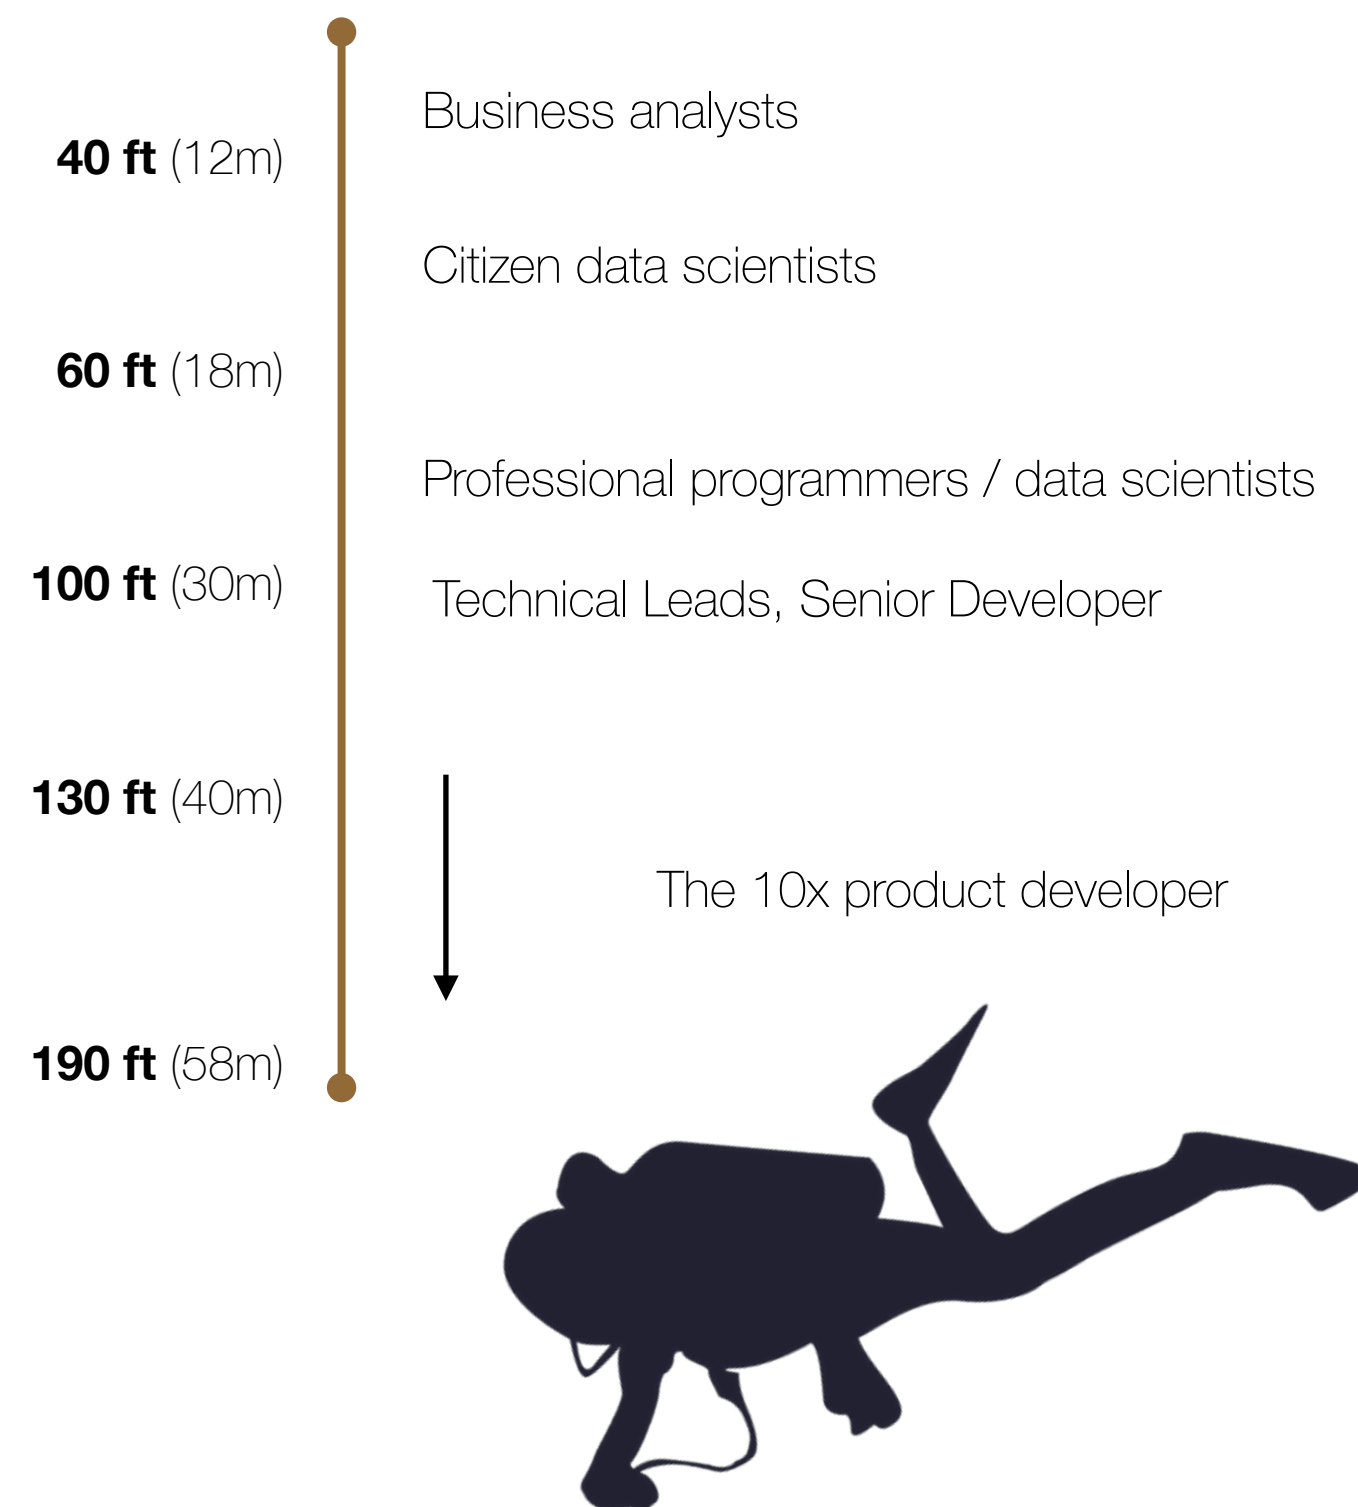 Business analysts
40 ft (12m)
Citizen data scientists
60 ft (18m)
Professional programmers / data scientists
100 ft (30m)
Technical Leads, Senior Developer
130 ft (40m)
The 10x product developer
190 ft (58m)